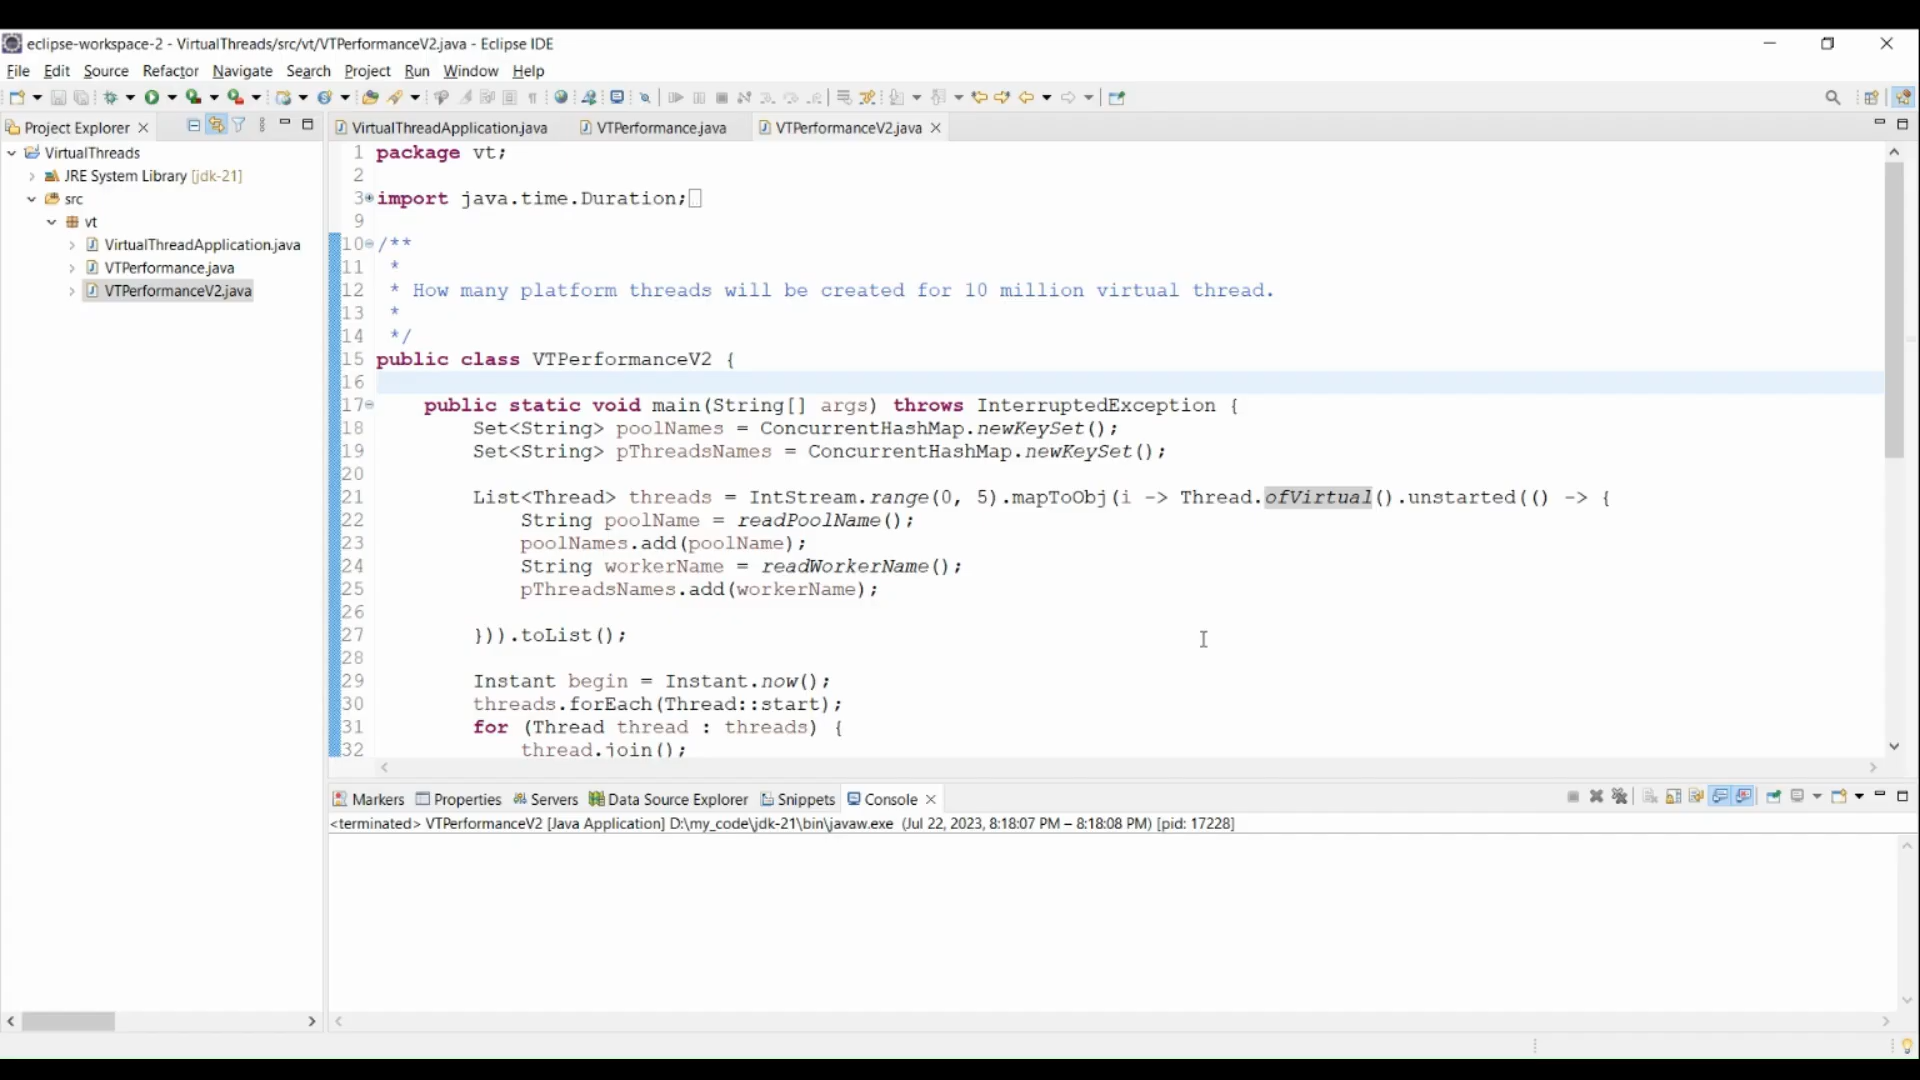 eclipse-workspace-2 - VirtualThreads/src/vt/VTPerformanceV2.java - Eclipse IDE
File Edit Source Refactor Navigate Search Project Run Window Help
Project Explorer
VirtualThreads
JRE System Library [jdk-21]
src
vt
VirtualThreadApplication.java
VTPerformance.java
VTPerformanceV2.java
VirtualThreadApplication.java VTPerformance.java VTPerformanceV2.java
1 package vt;
2
3 import java.time.Duration;
9
10 /**
11 *
12 * How many platform threads will be created for 10 million virtual thread.
13 *
14 */
15 public class VTPerformanceV2 {
16
17 public static void main(String[] args) throws InterruptedException {
18 Set<String> poolNames = ConcurrentHashMap.newKeySet();
19 Set<String> pThreadsNames = ConcurrentHashMap.newKeySet();
20
21 List<Thread> threads = IntStream.range(0, 5).mapToObj(i -> Thread.ofVirtual().unstarted(() -> {
22 String poolName = readPoolName();
23 poolNames.add(poolName);
24 String workerName = readWorkerName();
25 pThreadsNames.add(workerName);
26
27 })).toList();
28
29 Instant begin = Instant.now();
30 threads.forEach(Thread::start);
31 for (Thread thread : threads) {
32 thread.join();
Markers Properties Servers Data Source Explorer Snippets Console
<terminated> VTPerformanceV2 [Java Application] D:\my_code\jdk-21\bin\javaw.exe (Jul 22, 2023, 8:18:07 PM – 8:18:08 PM) [pid: 17228]